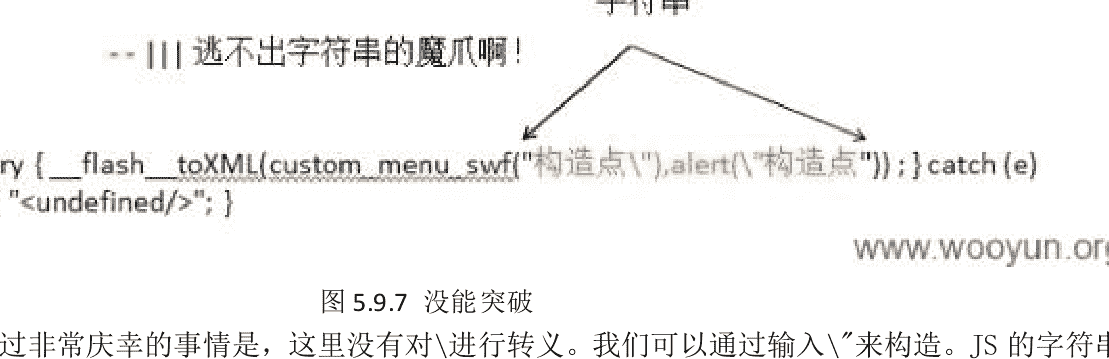 字符串
-- ||| 逃不出字符串的魔爪啊！
ry { __flash__toXML(custom_menu_swf("构造点\"),alert(\"构造点")) ; } catch (e)
"<undefined/>"; }
www.wooyun.org
图 5.9.7 没能突破
过非常庆幸的事情是，这里没有对\进行转义。我们可以通过输入\"来构造。JS 的字符串